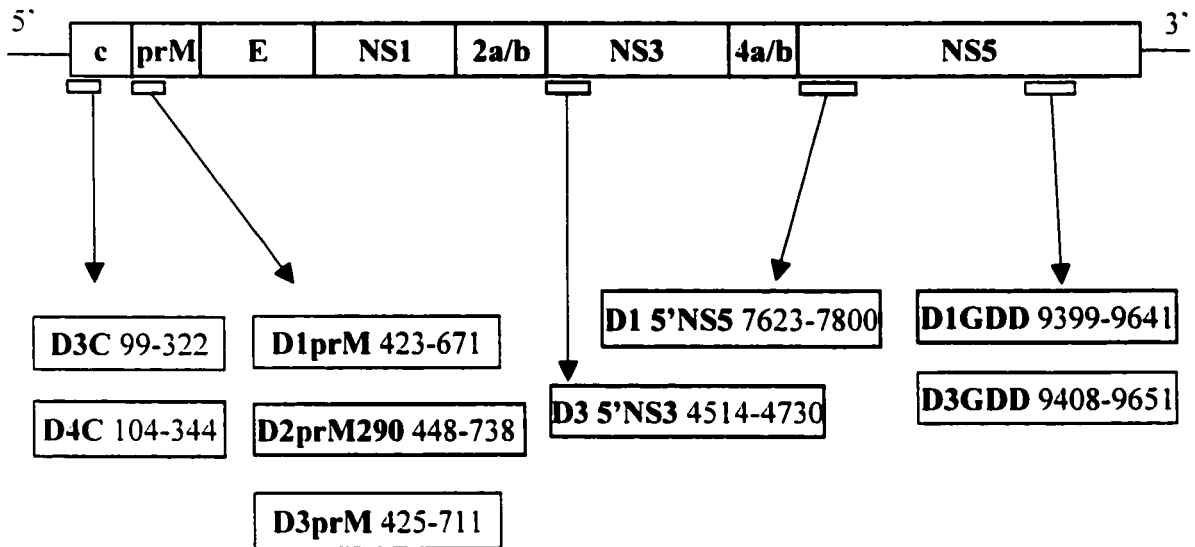 5' 3'
c prM E NS1 2a/b NS3 4a/b NS5
D3C 99-322
D4C 104-344
D1prM 423-671
D2prM290 448-738
D3prM 425-711
D3 5'NS3 4514-4730
D1 5'NS5 7623-7800
D1GDD 9399-9641
D3GDD 9408-9651